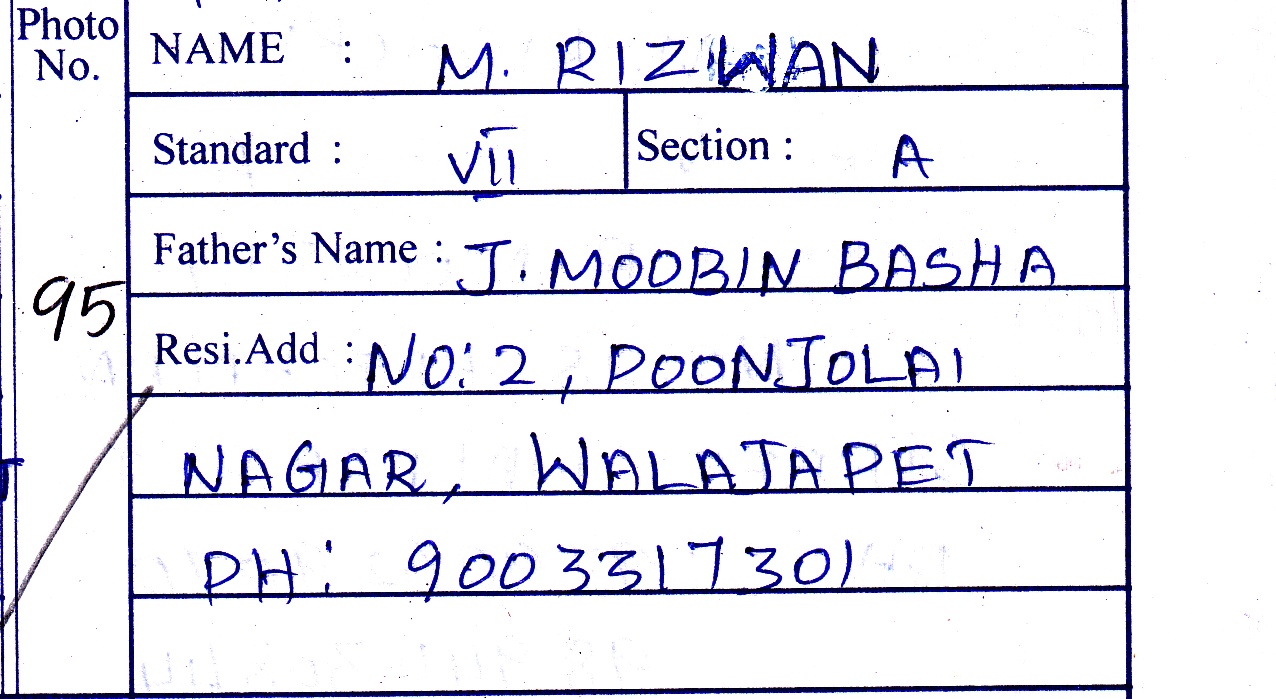 Photo
No.
NAME : M. RIZWAN
Standard : VII Section : A
Father's Name : J. MOOBIN BASHA
95
Resi.Add : NO: 2, POONJOLAI
NAGAR, WALAJAPET
PH: 9003317301